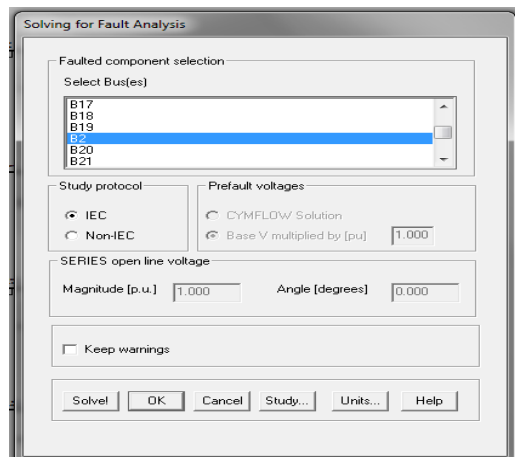 Solving for Fault Analysis
Faulted component selection
Select Bus(es)
B17
B18
B19
B2
B20
B21
Study protocol
IEC
Non-IEC
Prefault voltages
CYMFLOW Solution
Base V multiplied by [pu] 1.000
SERIES open line voltage
Magnitude [p.u.] 1.000 Angle [degrees] 0.000
Keep warnings
Solve! OK Cancel Study... Units... Help